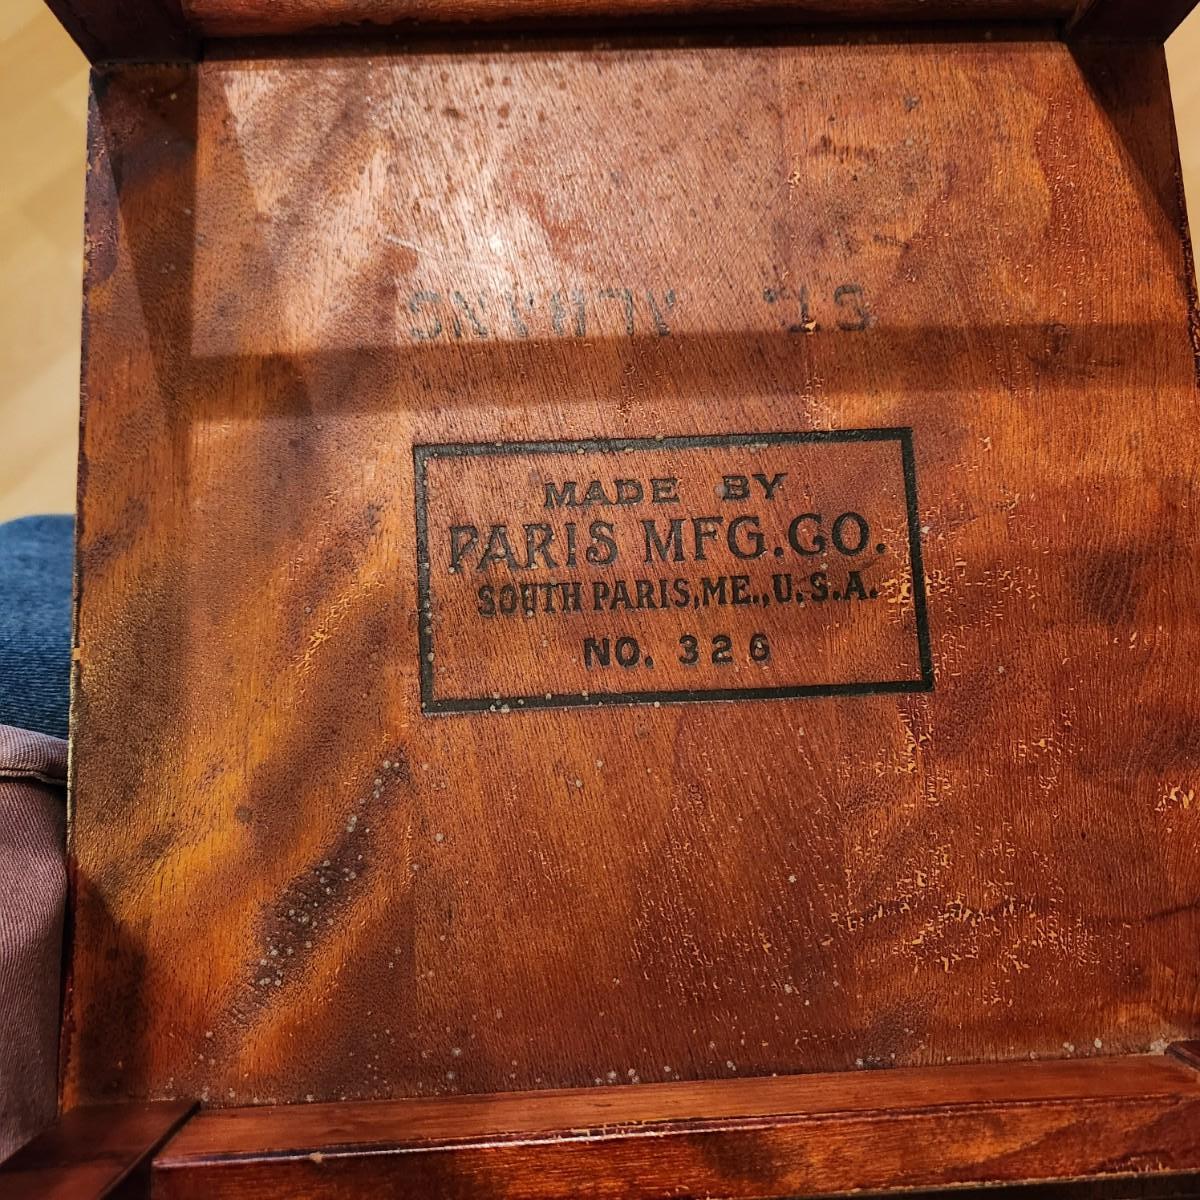 ST. ALBANS
MADE BY
PARIS MFG. CO.
SOUTH PARIS, ME., U.S.A.
NO. 326